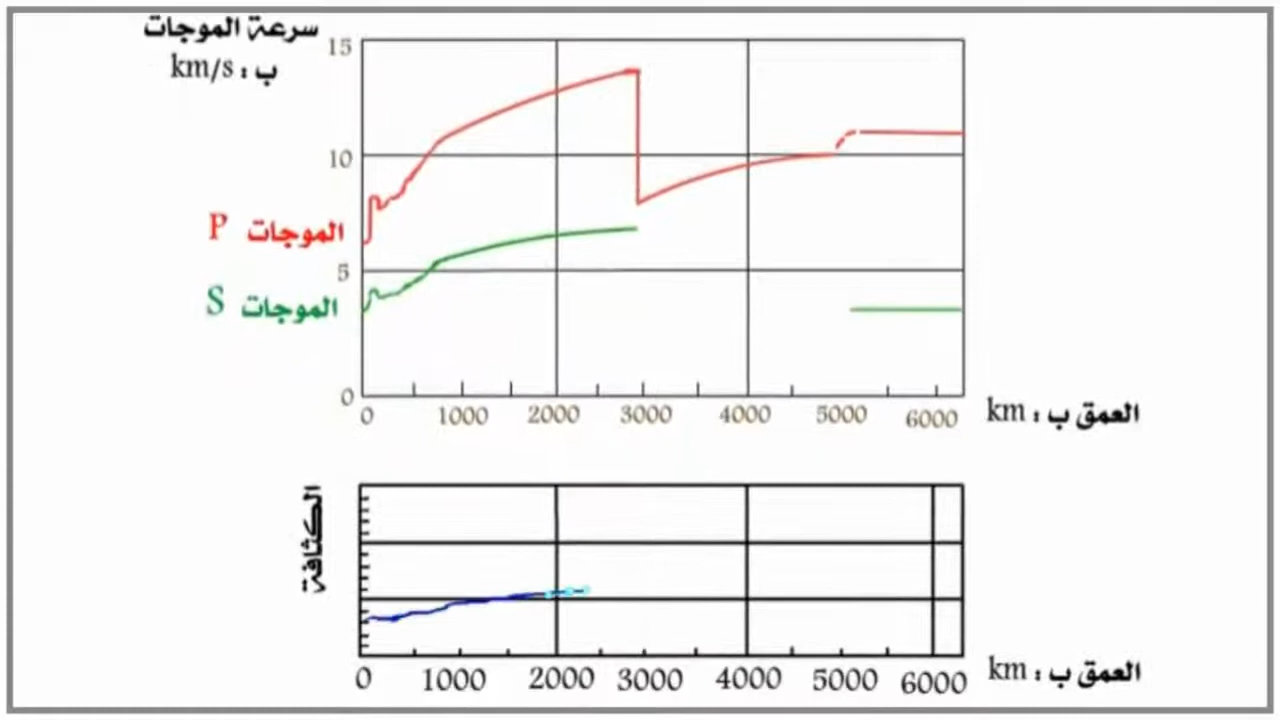 سرعة الموجات
ب : km/s
15
10
الموجات P
5
الموجات S
0
0 1000 2000 3000 4000 5000 6000
العمق ب : km
الكثافة
0 1000 2000 3000 4000 5000 6000
العمق ب : km